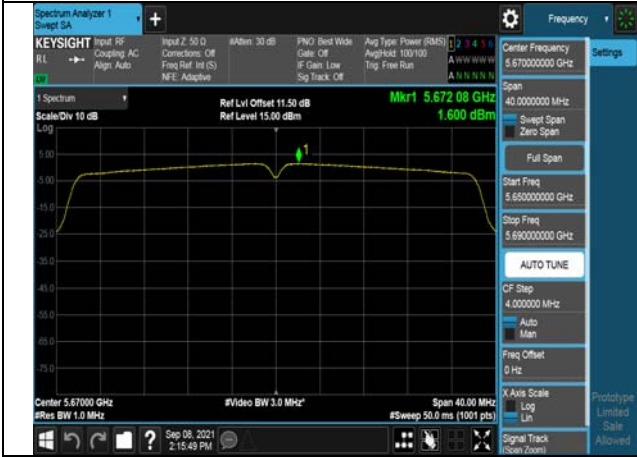 Spectrum Analyzer 1
Swept SA
+
Frequency
KEYSIGHT
RL
Input: RF
Coupling: AC
Align: Auto
Input Z: 50 Ω
Corrections: Off
Freq Ref: Int (S)
NFE: Adaptive
#Atten: 30 dB
PNO: Best Wide
Gate: Off
IF Gain: Low
Sig Track: Off
Avg Type: Power (RMS)
Avg|Hold: 100/100
Trig: Free Run
1 2 3 4 5 6
A W W W W W
A N N N N N
1 Spectrum
Scale/Div 10 dB
Log
Ref Lvl Offset 11.50 dB
Ref Level 15.00 dBm
Mkr1 5.672 08 GHz
1.600 dBm
1
5.00
-5.00
-15.0
-25.0
-35.0
-45.0
-55.0
-65.0
-75.0
Center 5.67000 GHz
#Res BW 1.0 MHz
#Video BW 3.0 MHz*
Span 40.00 MHz
#Sweep 50.0 ms (1001 pts)
?
Sep 08, 2021
2:15:49 PM
Center Frequency
5.670000000 GHz
Span
40.0000000 MHz
Swept Span
Zero Span
Full Span
Start Freq
5.650000000 GHz
Stop Freq
5.690000000 GHz
AUTO TUNE
CF Step
4.000000 MHz
Auto
Man
Freq Offset
0 Hz
X Axis Scale
Log
Lin
Signal Track
(Span Zoom)
Settings
Prototype
Limited
Sale
Allowed